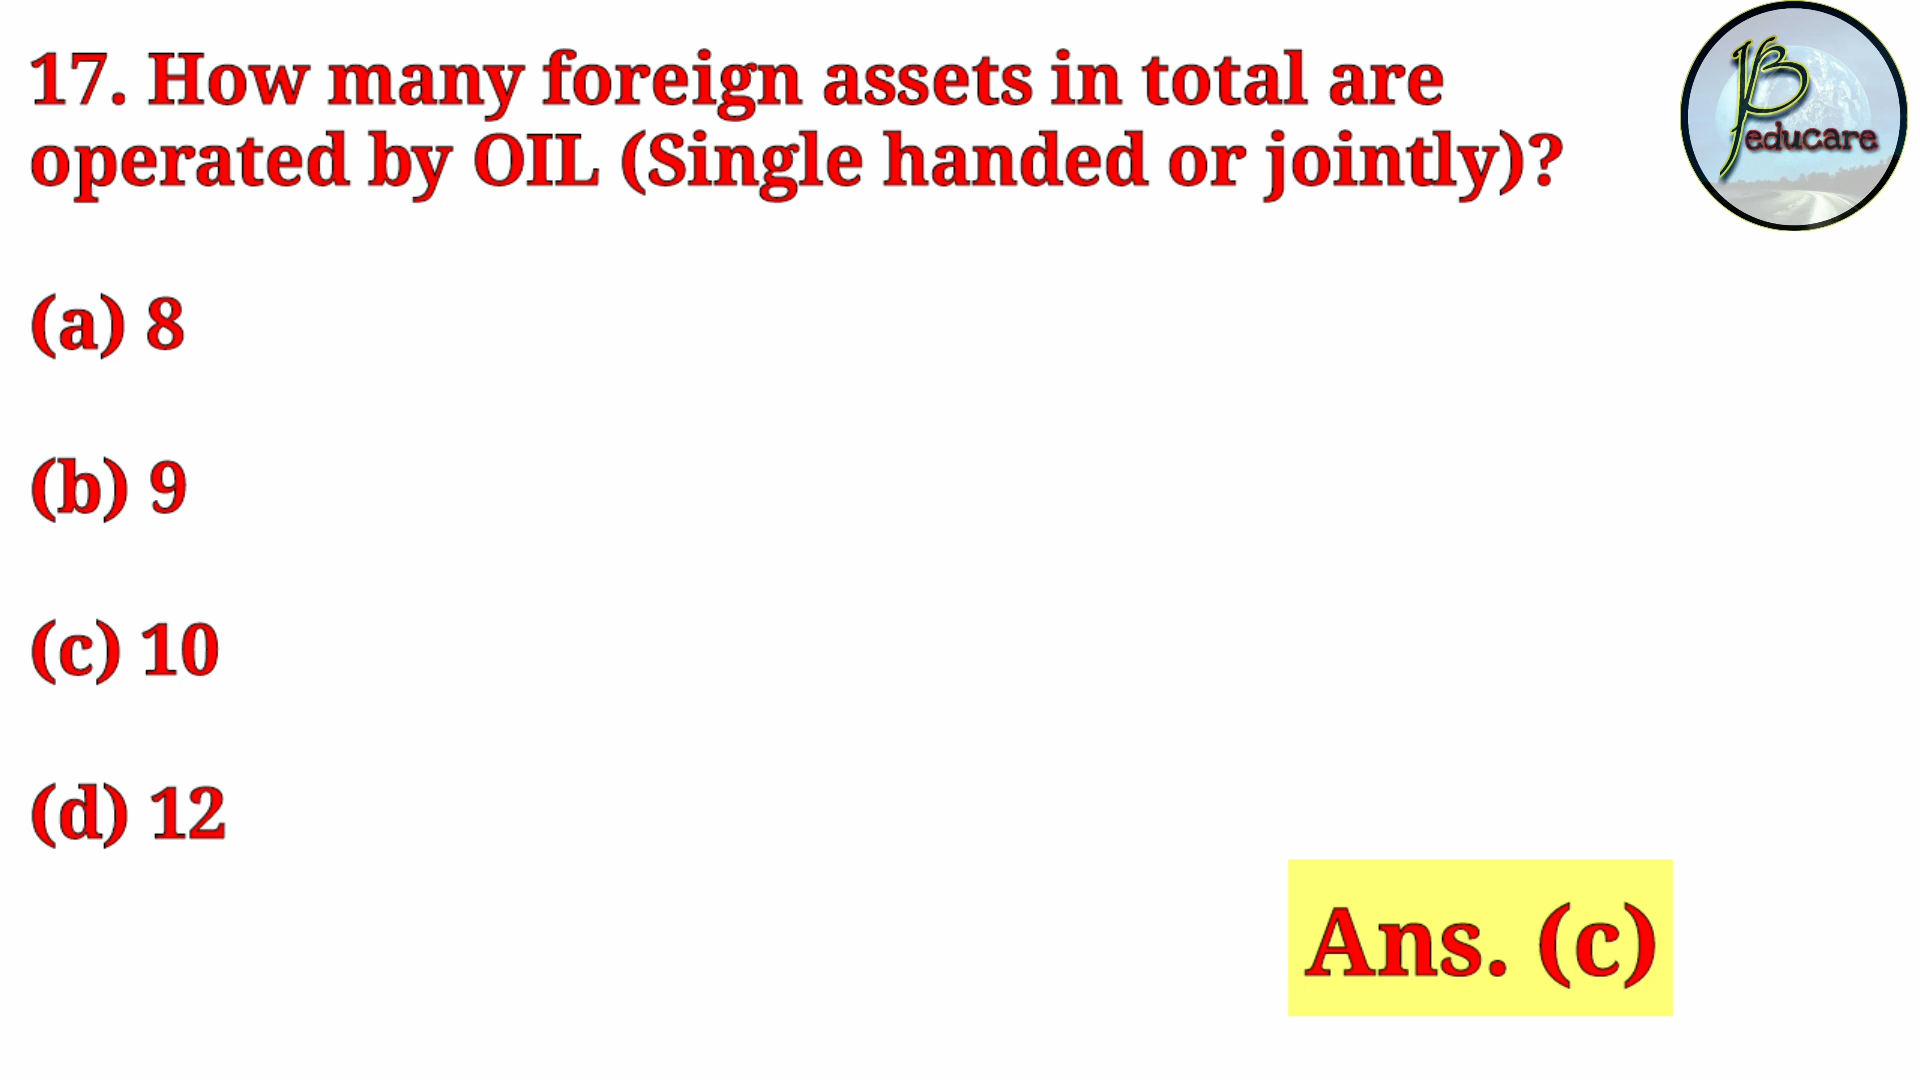 17. How many foreign assets in total are
operated by OIL (Single handed or jointly)?
(a) 8
(b) 9
(c) 10
(d) 12
Ans. (c)
educare